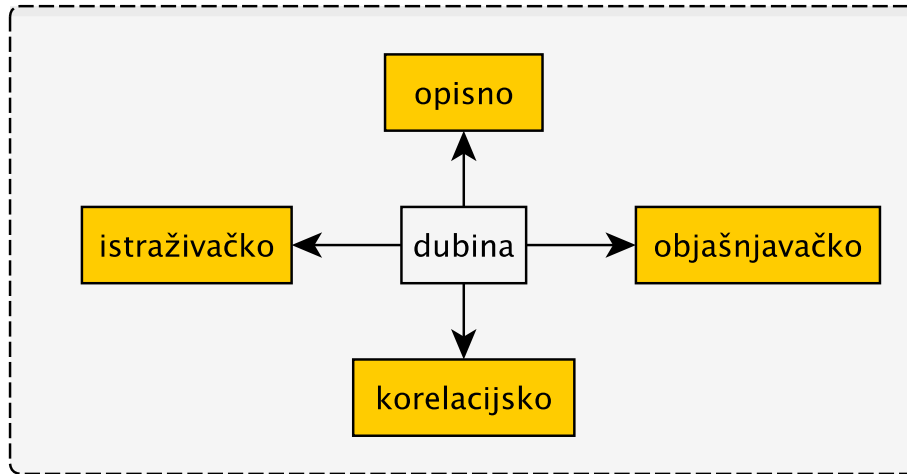 opisno
istraživačko
dubina
objašnjavačko
korelacijsko